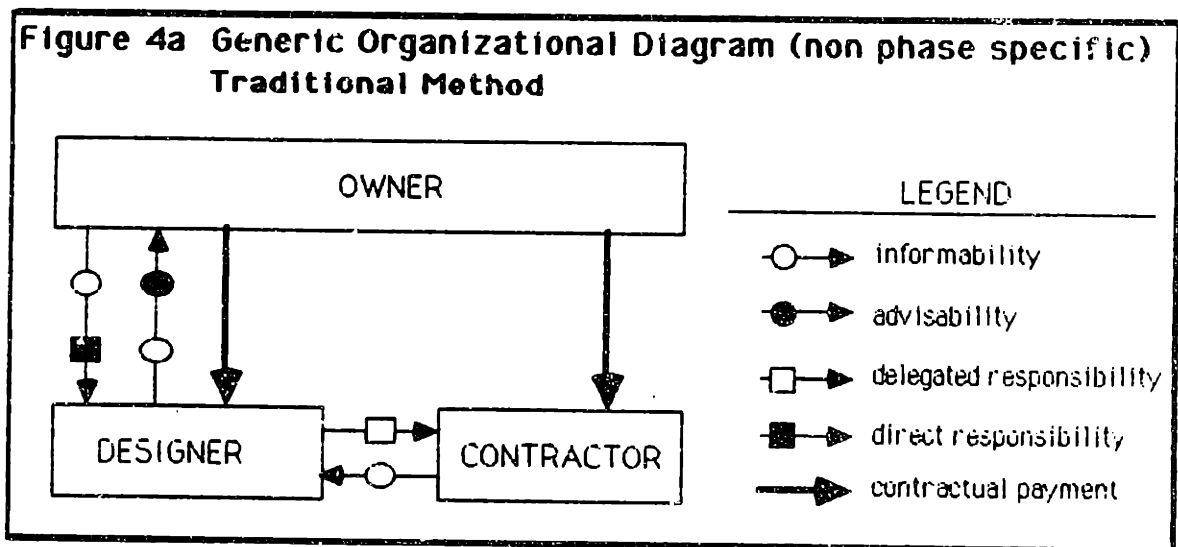 Figure 4a Generic Organizational Diagram (non phase specific)
Traditional Method
OWNER
DESIGNER
CONTRACTOR
LEGEND
informability
advisability
delegated responsibility
direct responsibility
contractual payment